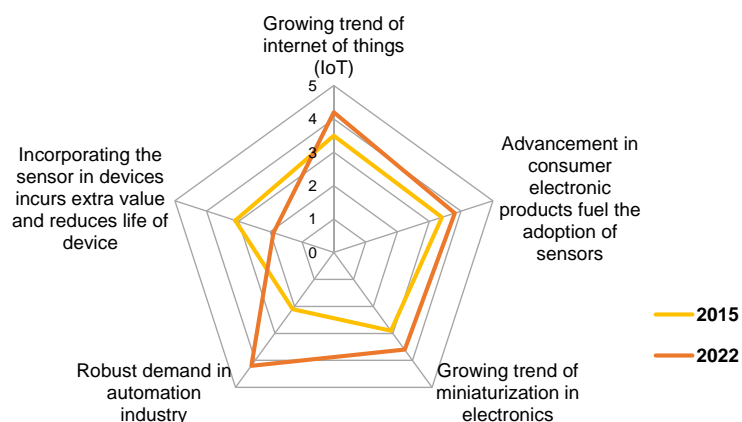 Growing trend of
internet of things
(IoT)
5
4
3
2
1
0
Advancement in
consumer
electronic
products fuel the
adoption of
sensors
Incorporating the
sensor in devices
incurs extra value
and reduces life of
device
2015
2022
Robust demand in
automation
industry
Growing trend of
miniaturization in
electronics